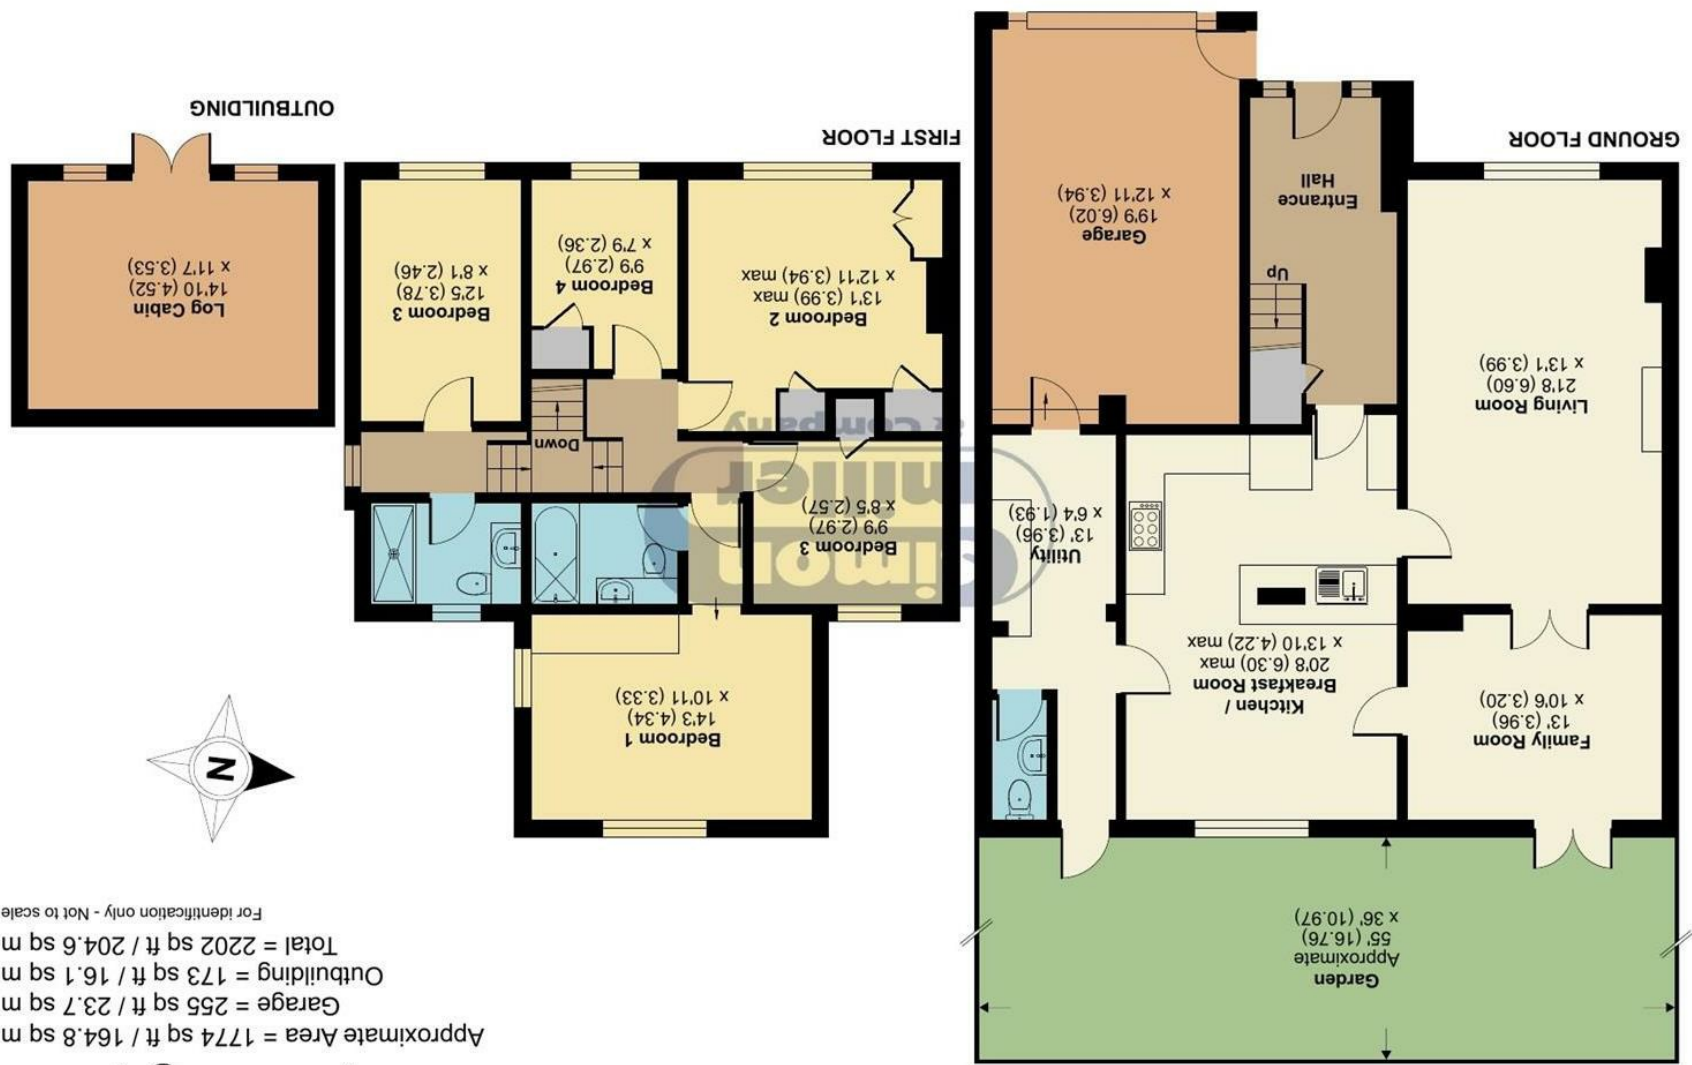 Approximate Area = 1774 sq ft / 164.8 sq m
Garage = 255 sq ft / 23.7 sq m
Outbuilding = 173 sq ft / 16.1 sq m
Total = 2202 sq ft / 204.6 sq m
For identification only - Not to scale
Garden
Approximate
55' (16.76)
x 36' (10.97)
Family Room
13' (3.96)
x 10'6 (3.20)
Kitchen /
Breakfast Room
20'8 (6.30) max
x 13'10 (4.22) max
Utility
13' (3.96)
x 6'4 (1.93)
Living Room
21'8 (6.60)
x 13'1 (3.99)
Up
Entrance
Hall
Garage
19'9 (6.02)
x 12'11 (3.94)
GROUND FLOOR
N
Bedroom 1
14'3 (4.34)
x 10'11 (3.33)
Bedroom 3
9'9 (2.97)
x 8'5 (2.57)
Down
Bedroom 2
13'1 (3.99) max
x 12'11 (3.94) max
Bedroom 4
9'9 (2.97)
x 7'9 (2.36)
Bedroom 3
12'5 (3.78)
x 8'1 (2.46)
FIRST FLOOR
Log Cabin
14'10 (4.52)
x 11'7 (3.53)
OUTBUILDING
simon
miller
& Company